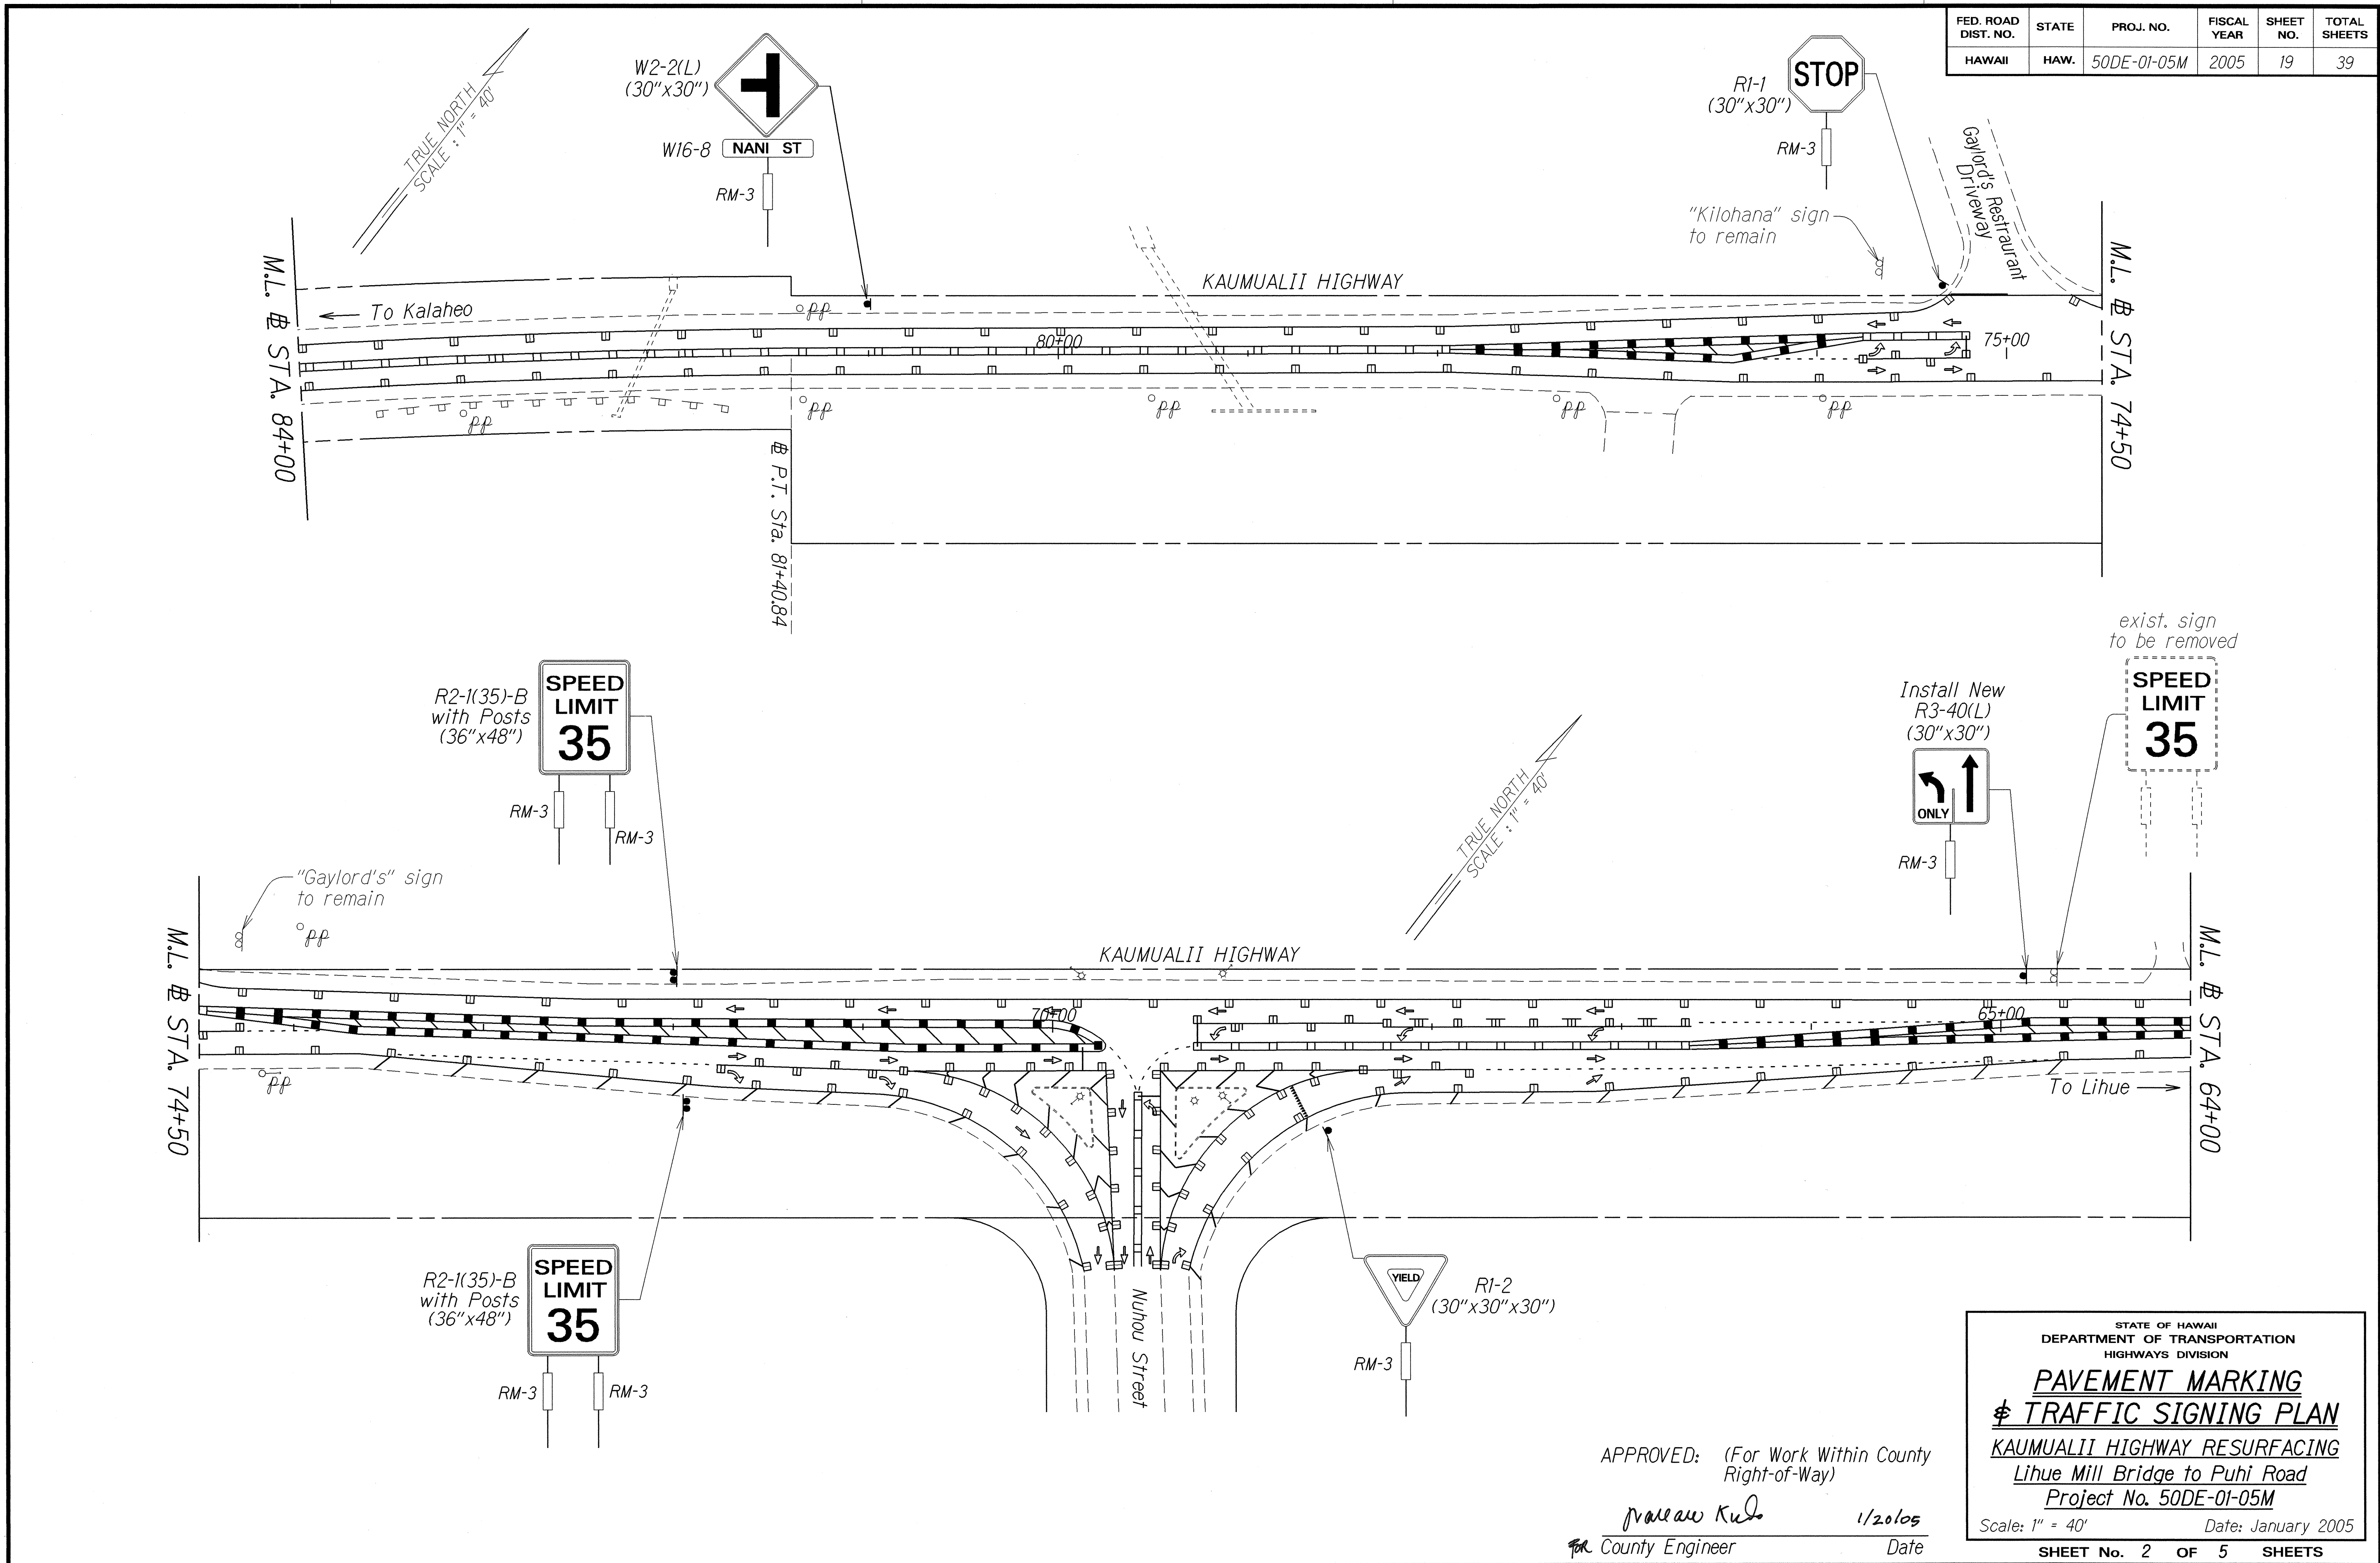 FED. ROAD DIST. NO. STATE PROJ. NO. FISCAL YEAR SHEET NO. TOTAL SHEETS
HAWAII HAW. 50DE-01-05M 2005 19 39
TRUE NORTH
SCALE : 1" = 40'
W2-2(L)
(30"x30")
W16-8
NANI ST
RM-3
R1-1
(30"x30")
STOP
RM-3
"Kilohana" sign
to remain
Gaylord's Restraurant
Driveway
KAUMUALII HIGHWAY
To Kalaheo
M.L. ⅊ STA. 84+00
M.L. ⅊ STA. 74+50
80+00
75+00
pp
pp
pp
pp
pp
pp
⅊ P.T. Sta. 81+40.84
R2-1(35)-B
with Posts
(36"x48")
SPEED
LIMIT
35
RM-3
RM-3
TRUE NORTH
SCALE : 1" = 40'
Install New
R3-40(L)
(30"x30")
ONLY
RM-3
exist. sign
to be removed
SPEED
LIMIT
35
"Gaylord's" sign
to remain
pp
pp
KAUMUALII HIGHWAY
M.L. ⅊ STA. 74+50
M.L. ⅊ STA. 64+00
70+00
65+00
To Lihue
R2-1(35)-B
with Posts
(36"x48")
SPEED
LIMIT
35
RM-3
RM-3
Nuhou Street
YIELD
R1-2
(30"x30"x30")
RM-3
APPROVED: (For Work Within County
Right-of-Way)
1/20/05
FOR County Engineer Date
STATE OF HAWAII
DEPARTMENT OF TRANSPORTATION
HIGHWAYS DIVISION
PAVEMENT MARKING
& TRAFFIC SIGNING PLAN
KAUMUALII HIGHWAY RESURFACING
Lihue Mill Bridge to Puhi Road
Project No. 50DE-01-05M
Scale: 1" = 40' Date: January 2005
SHEET No. 2 OF 5 SHEETS